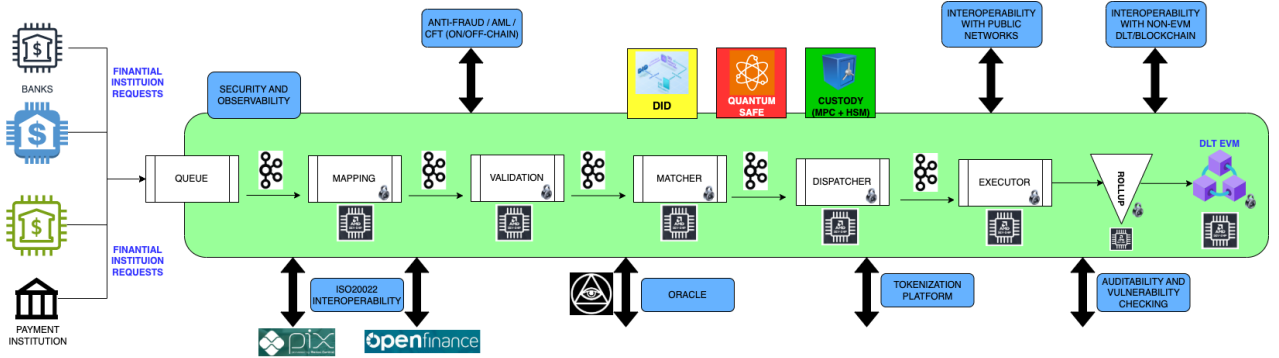 BANKS
FINANTIAL
INSTITUION
REQUESTS
FINANTIAL
INSTITUION
REQUESTS
PAYMENT
INSTITUTION
SECURITY AND
OBSERVABILITY
ANTI-FRAUD / AML /
CFT (ON/OFF-CHAIN)
DID
QUANTUM
SAFE
CUSTODY
(MPC + HSM)
INTEROPERABILITY
WITH PUBLIC
NETWORKS
INTEROPERABILITY
WITH NON-EVM
DLT/BLOCKCHAIN
QUEUE
MAPPING
VALIDATION
MATCHER
DISPATCHER
EXECUTOR
ROLLUP
DLT EVM
ISO20022
INTEROPERABILITY
pix
openfinance
ORACLE
TOKENIZATION
PLATFORM
AUDITABILITY AND
VULNERABILITY
CHECKING